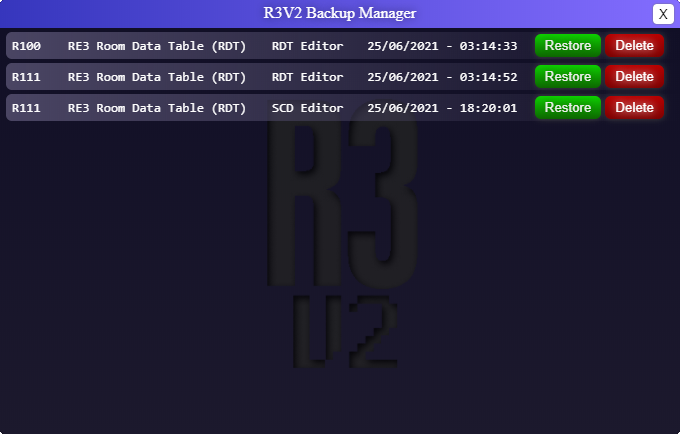 R3V2 Backup Manager X
R100 RE3 Room Data Table (RDT) RDT Editor 25/06/2021 - 03:14:33 Restore Delete
R111 RE3 Room Data Table (RDT) RDT Editor 25/06/2021 - 03:14:52 Restore Delete
R111 RE3 Room Data Table (RDT) SCD Editor 25/06/2021 - 18:20:01 Restore Delete
R3
V2